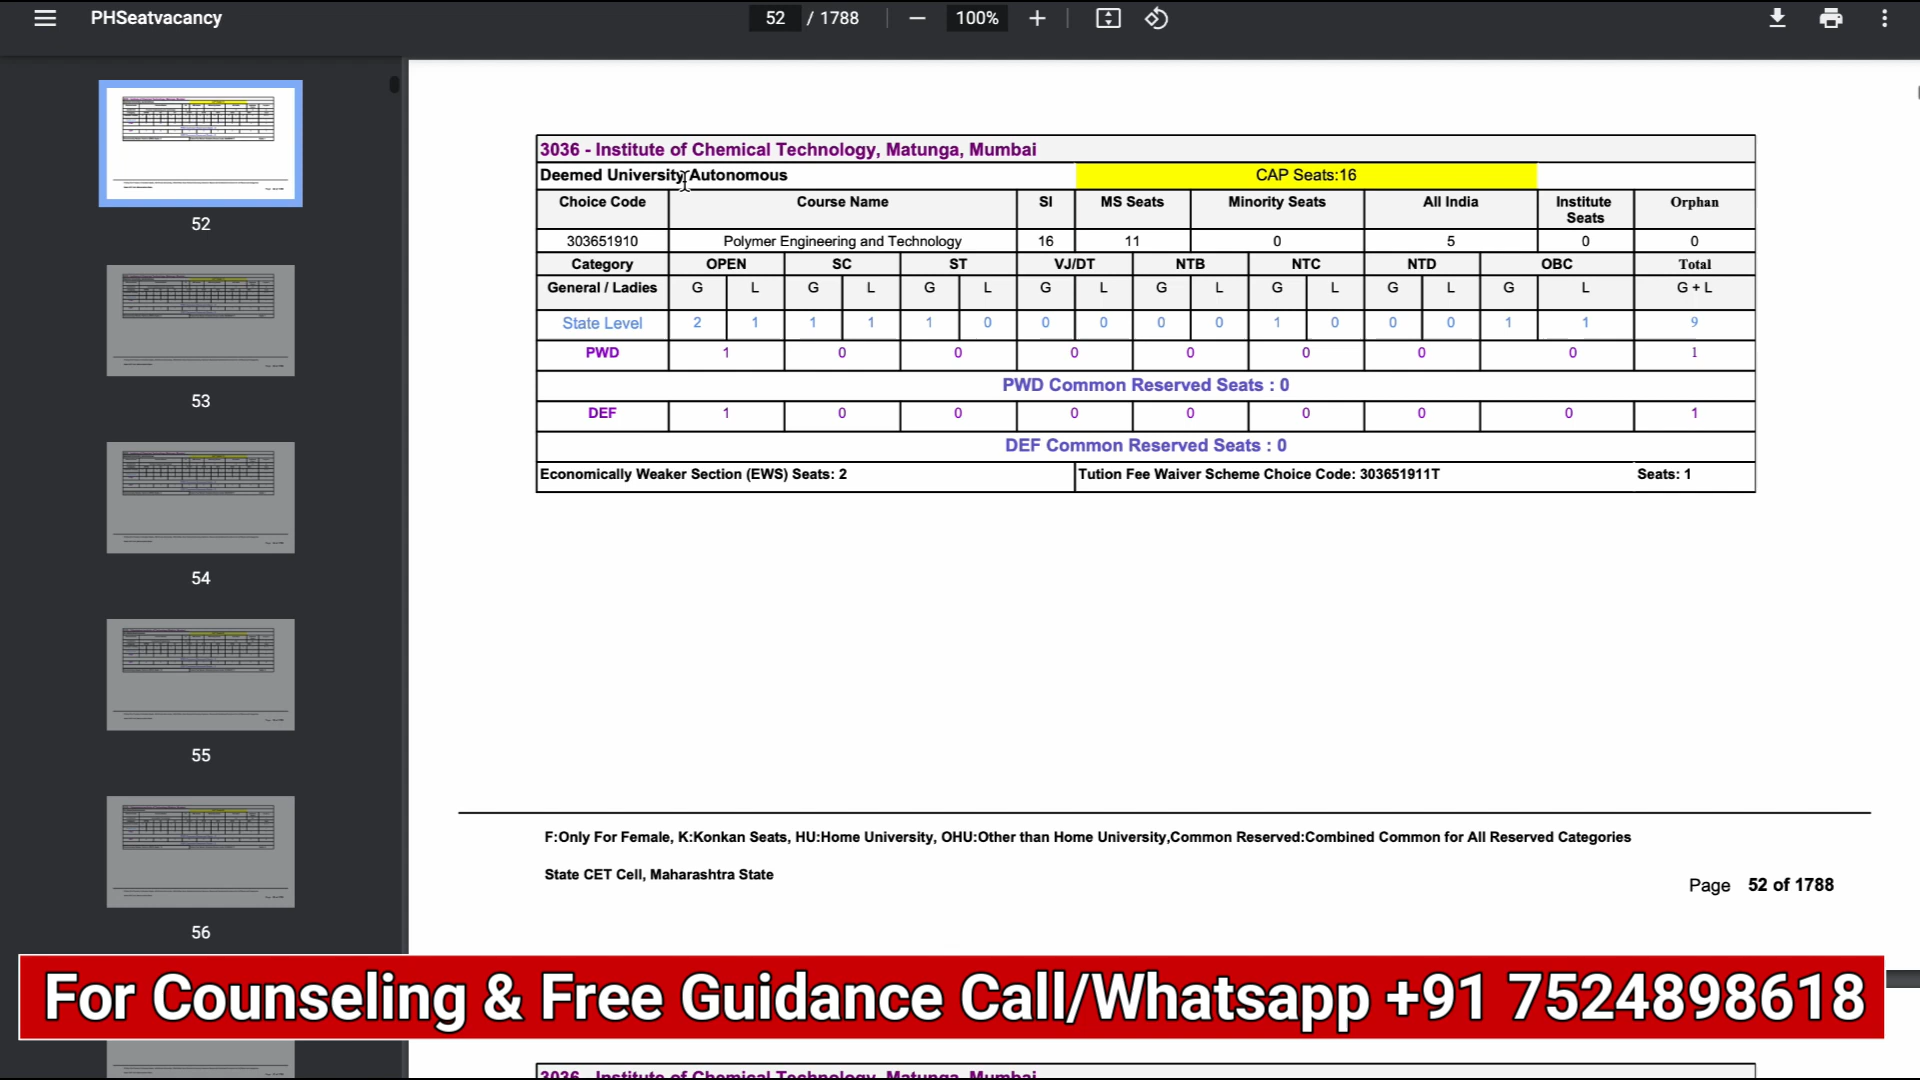 PHSeatvacancy
52 / 1788
100%
52
53
54
55
56
3036 - Institute of Chemical Technology, Matunga, Mumbai
Deemed University Autonomous CAP Seats:16
Choice Code Course Name SI MS Seats Minority Seats All India Institute Seats Orphan
303651910 Polymer Engineering and Technology 16 11 0 5 0 0
Category OPEN SC ST VJ/DT NTB NTC NTD OBC Total
General / Ladies G L G L G L G L G L G L G L G L G + L
State Level 2 1 1 1 1 0 0 0 0 0 1 0 0 0 1 1 9
PWD 1 0 0 0 0 0 0 0 1
PWD Common Reserved Seats : 0
DEF 1 0 0 0 0 0 0 0 1
DEF Common Reserved Seats : 0
Economically Weaker Section (EWS) Seats: 2 Tution Fee Waiver Scheme Choice Code: 303651911T Seats: 1
F:Only For Female, K:Konkan Seats, HU:Home University, OHU:Other than Home University,Common Reserved:Combined Common for All Reserved Categories
State CET Cell, Maharashtra State
Page 52 of 1788
For Counseling & Free Guidance Call/Whatsapp +91 7524898618
3036 - Institute of Chemical Technology, Matunga, Mumbai